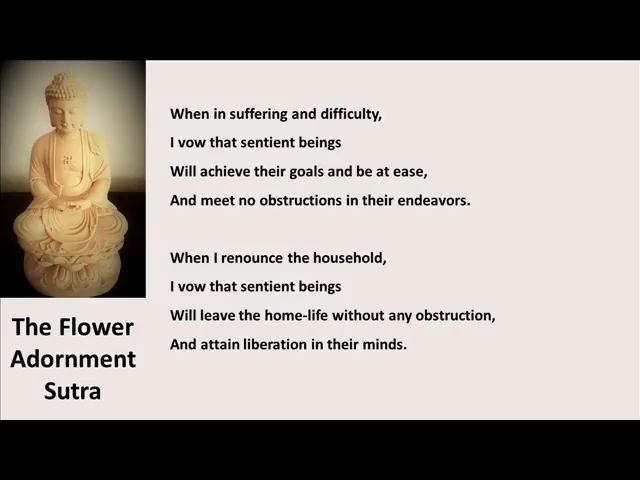 When in suffering and difficulty,
I vow that sentient beings
Will achieve their goals and be at ease,
And meet no obstructions in their endeavors.
When I renounce the household,
I vow that sentient beings
Will leave the home-life without any obstruction,
And attain liberation in their minds.
The Flower
Adornment
Sutra